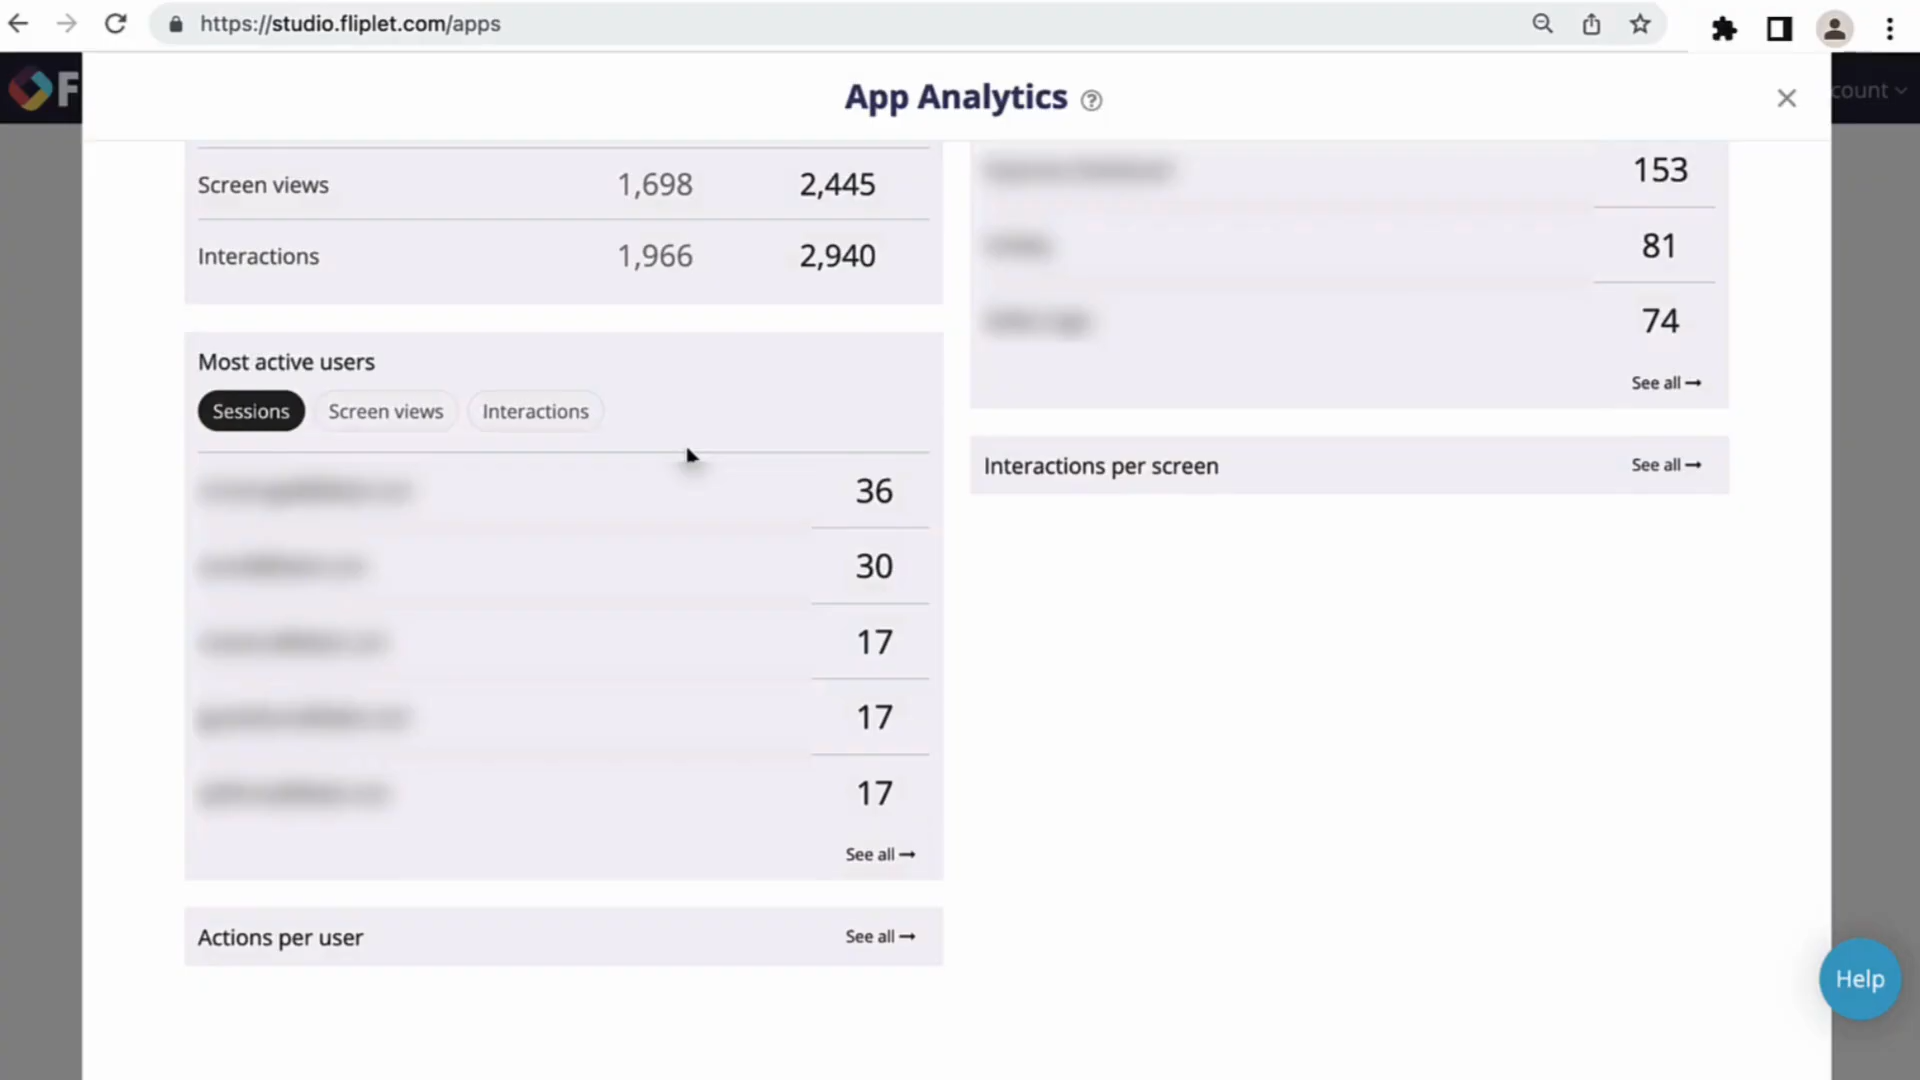 https://studio.fliplet.com/apps
F
App Analytics ?
count
Screen views 1,698 2,445
Interactions 1,966 2,940
Most active users
Sessions Screen views Interactions
36
30
17
17
17
See all →
Actions per user See all →
153
81
74
See all →
Interactions per screen See all →
Help